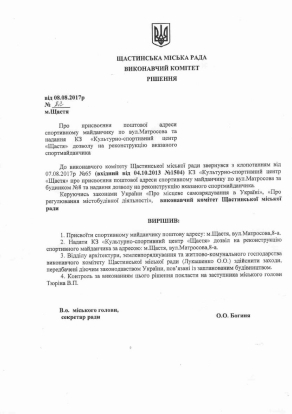 ЩАСТИНСЬКА МІСЬКА РАДА
ВИКОНАВЧИЙ КОМІТЕТ
РІШЕННЯ
від 08.08.2017р
№
м.Щастя
Про присвоєння поштової адреси
спортивному майданчику по вул.Матросова та
надання КЗ «Культурно-спортивний центр
«Щастя» дозволу на реконструкцію вказаного
спортмайданчика
До виконавчого комітету Щастинської міської ради звернувся з клопотанням від
07.08.2017р №65 (вхідний від 04.10.2013 №1504) КЗ «Культурно-спортивний центр
«Щастя» про присвоєння поштової адреси спортивному майданчику по вул.Матросова за
будинком №8 та надання дозволу на реконструкцію вказаного спортмайданчика.
Керуючись законами України «Про місцеве самоврядування в Україні», «Про
регулювання містобудівної діяльності», виконавчий комітет Щастинської міської
ради
ВИРІШИВ:
1. Присвоїти спортивному майданчику поштову адресу: м.Щастя, вул.Матросова,8-а.
2. Надати КЗ «Культурно-спортивний центр «Щастя» дозвіл на реконструкцію
спортивного майданчика за адресою: м.Щастя, вул.Матросова,8-а.
3. Відділу архітектури, землевпорядкування та житлово-комунального господарства
виконавчого комітету Щастинської міської ради (Лукашенко О.О.) здійснити заходи,
передбачені діючим законодавством України, пов'язані із запланованим будівництвом.
4. Контроль за виконанням цього рішення покласти на заступника міського голови
Тюріна В.П.
В.о. міського голови,
секретар ради
О.О. Багрій